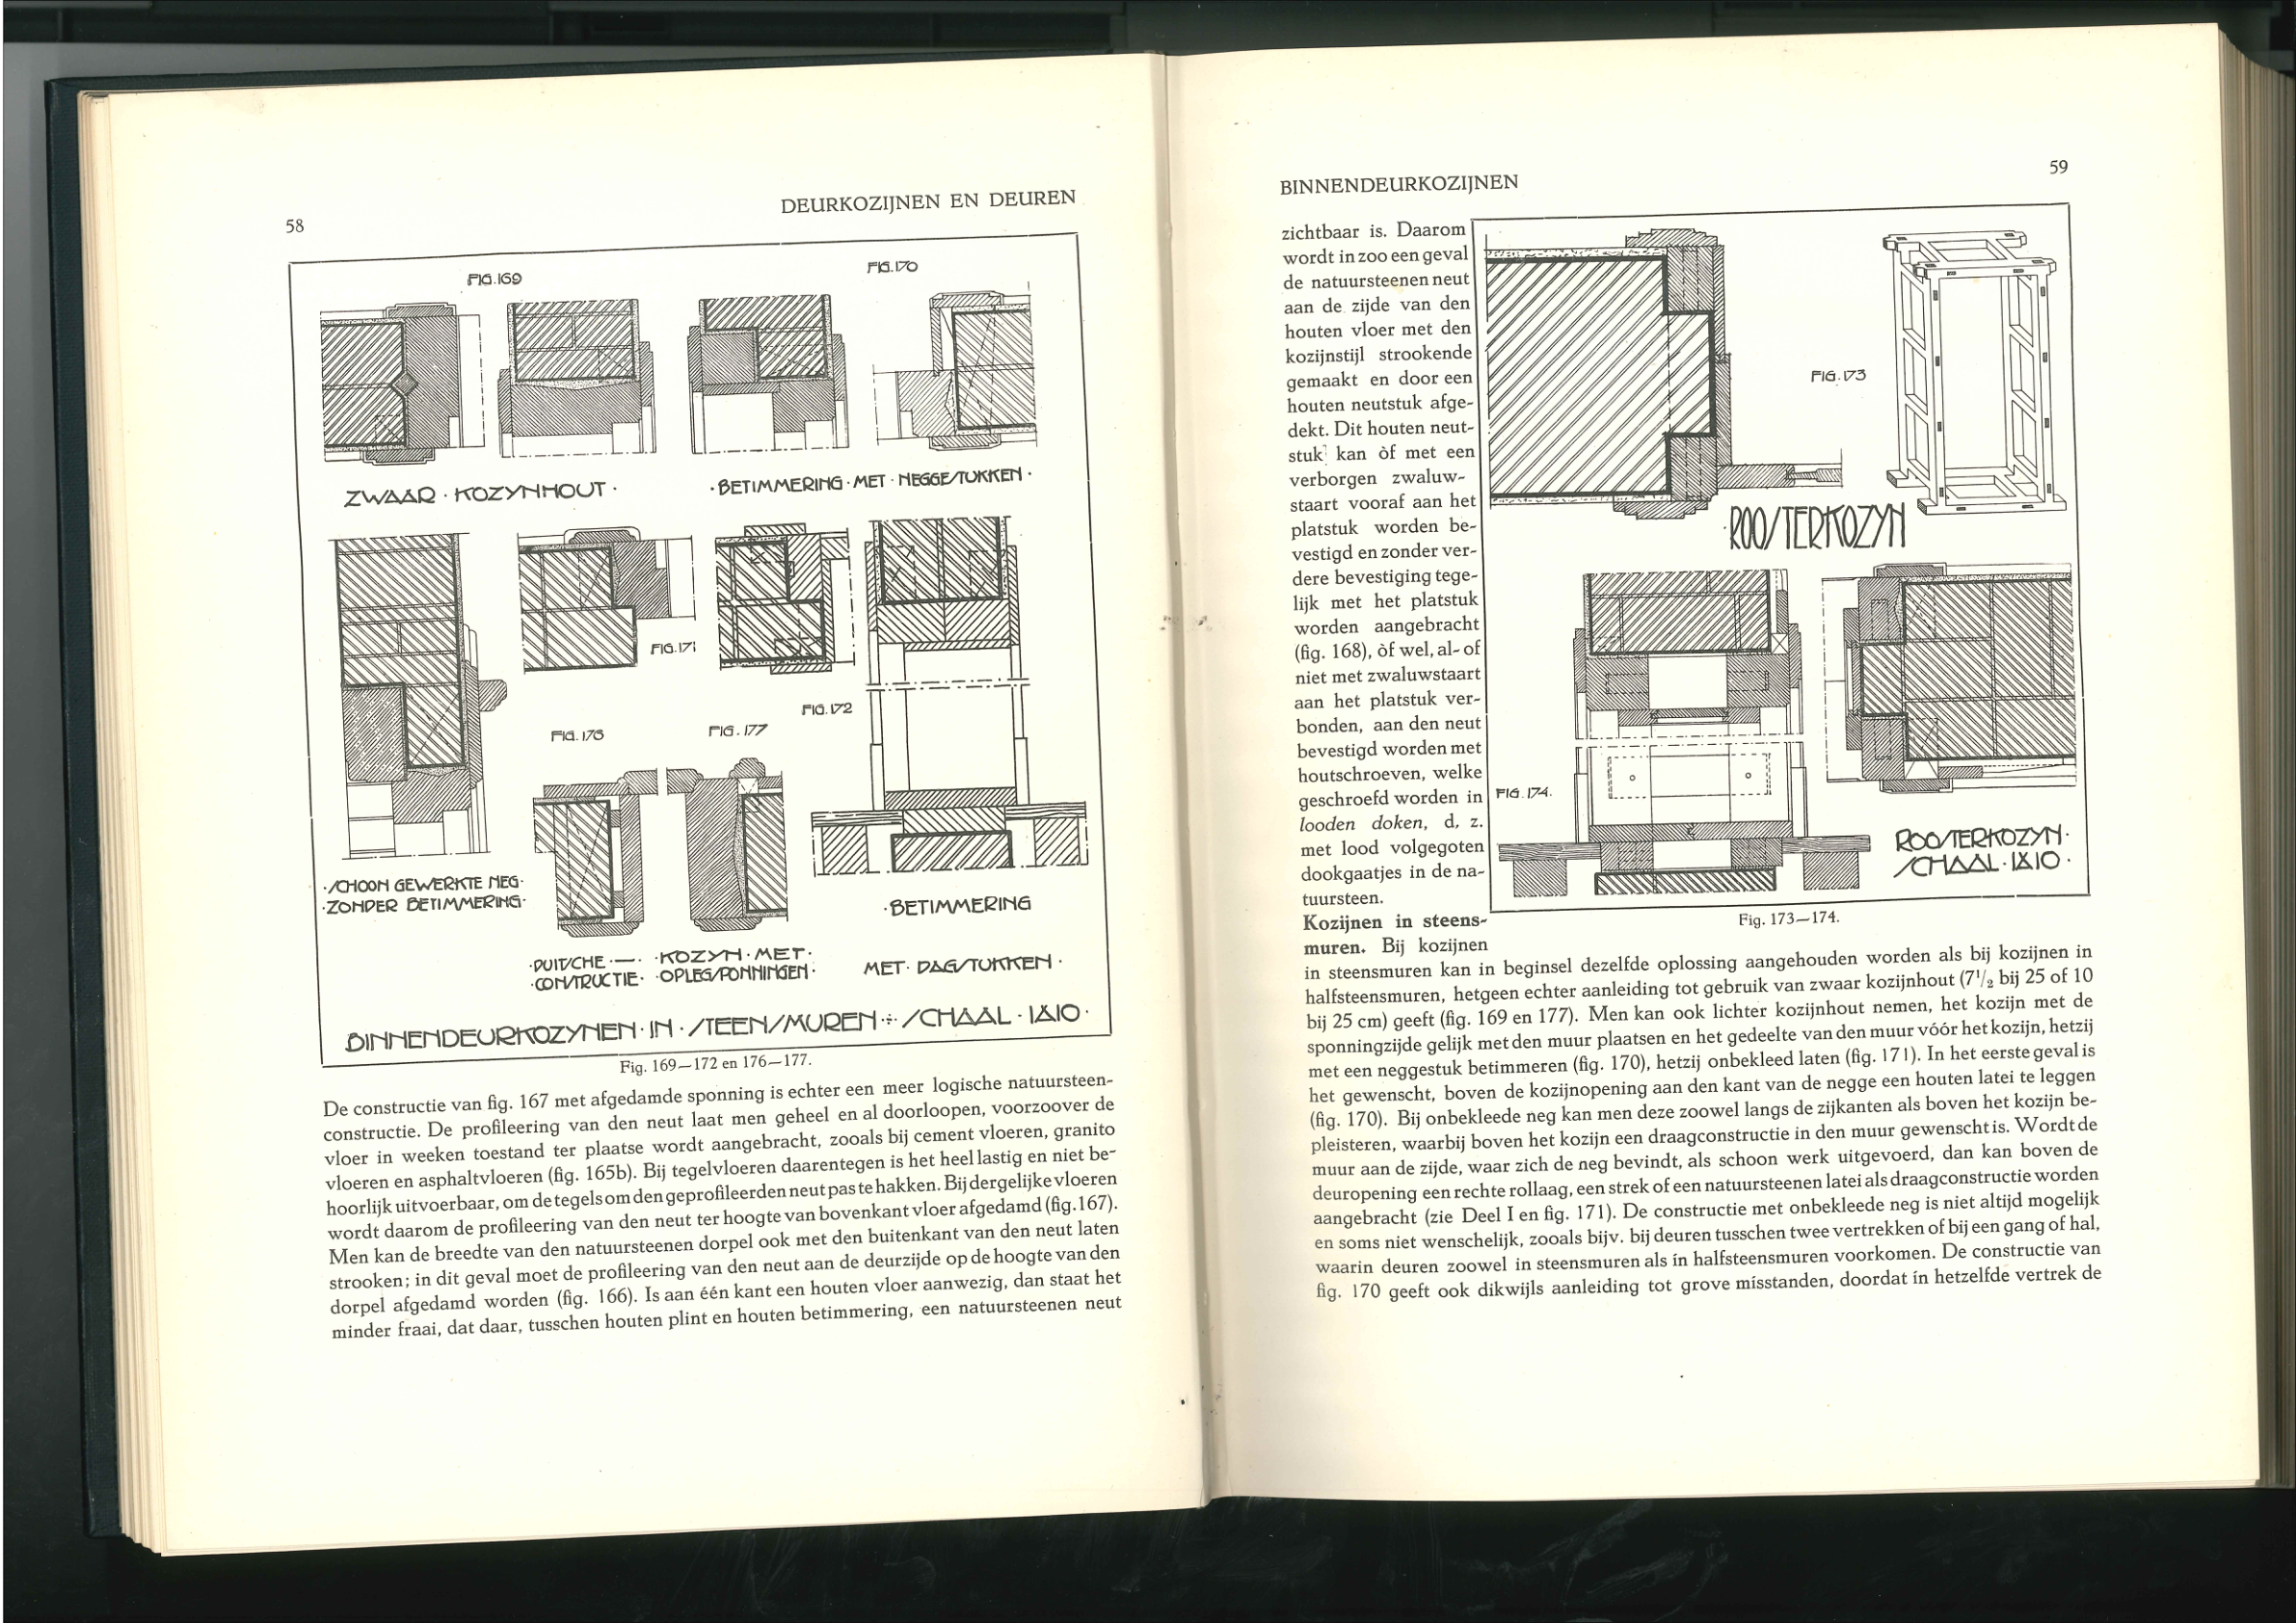 58
DEURKOZIJNEN EN DEUREN
FIG.169
FIG.170
ZWAAR · KOZYNHOUT ·
· BETIMMERING · MET · NEGGESTUKKEN ·
FIG.171
FIG.172
FIG.176
FIG.177
· SCHOON GEWERKTE NEG ·
· ZONDER BETIMMERING ·
· DUITSCHE · — ·
· CONSTRUCTIE ·
· KOZYN · MET ·
· OPLEGSPONNINGEN ·
· BETIMMERING
MET · DAGSTUKKEN ·
BINNENDEURKOZYNEN · IN · STEENSMUREN ÷ SCHAAL · 1Á10 ·
Fig. 169—172 en 176—177.
De constructie van fig. 167 met afgedamde sponning is echter een meer logische natuursteen-
constructie. De profileering van den neut laat men geheel en al doorloopen, voorzoover de
vloer in weeken toestand ter plaatse wordt aangebracht, zooals bij cement vloeren, granito
vloeren en asphaltvloeren (fig. 165b). Bij tegelvloeren daarentegen is het heel lastig en niet be-
hoorlijk uitvoerbaar, om de tegels om den geprofileerden neut pas te hakken. Bij dergelijke vloeren
wordt daarom de profileering van den neut ter hoogte van bovenkant vloer afgedamd (fig. 167).
Men kan de breedte van den natuursteenen dorpel ook met den buitenkant van den neut laten
strooken; in dit geval moet de profileering van den neut aan de deurzijde op de hoogte van den
dorpel afgedamd worden (fig. 166). Is aan één kant een houten vloer aanwezig, dan staat het
minder fraai, dat daar, tusschen houten plint en houten betimmering, een natuursteenen neut
BINNENDEURKOZIJNEN
59
zichtbaar is. Daarom
wordt in zoo een geval
de natuursteenen neut
aan de zijde van den
houten vloer met den
kozijnstijl strookende
gemaakt en door een
houten neutstuk afge-
dekt. Dit houten neut-
stuk kan òf met een
verborgen zwaluw-
staart vooraf aan het
platstuk worden be-
vestigd en zonder ver-
dere bevestiging tege-
lijk met het platstuk
worden aangebracht
(fig. 168), òf wel, al- of
niet met zwaluwstaart
aan het platstuk ver-
bonden, aan den neut
bevestigd worden met
houtschroeven, welke
geschroefd worden in
looden doken, d. z.
met lood volgegoten
dookgaatjes in de na-
tuursteen.
FIG.173
ROOSTERKOZYN
FIG.174.
ROOSTERKOZYN ·
SCHAAL · 1Á10 ·
Fig. 173—174.
Kozijnen in steens-
muren. Bij kozijnen
in steensmuren kan in beginsel dezelfde oplossing aangehouden worden als bij kozijnen in
halfsteensmuren, hetgeen echter aanleiding tot gebruik van zwaar kozijnhout (7¹/₂ bij 25 of 10
bij 25 cm) geeft (fig. 169 en 177). Men kan ook lichter kozijnhout nemen, het kozijn met de
sponningzijde gelijk met den muur plaatsen en het gedeelte van den muur vóór het kozijn, hetzij
met een neggestuk betimmeren (fig. 170), hetzij onbekleed laten (fig. 171). In het eerste geval is
het gewenscht, boven de kozijnopening aan den kant van de negge een houten latei te leggen
(fig. 170). Bij onbekleede neg kan men deze zoowel langs de zijkanten als boven het kozijn be-
pleisteren, waarbij boven het kozijn een draagconstructie in den muur gewenscht is. Wordt de
muur aan de zijde, waar zich de neg bevindt, als schoon werk uitgevoerd, dan kan boven de
deuropening een rechte rollaag, een strek of een natuursteenen latei als draagconstructie worden
aangebracht (zie Deel I en fig. 171). De constructie met onbekleede neg is niet altijd mogelijk
en soms niet wenschelijk, zooals bijv. bij deuren tusschen twee vertrekken of bij een gang of hal,
waarin deuren zoowel in steensmuren als in halfsteensmuren voorkomen. De constructie van
fig. 170 geeft ook dikwijls aanleiding tot grove misstanden, doordat in hetzelfde vertrek de